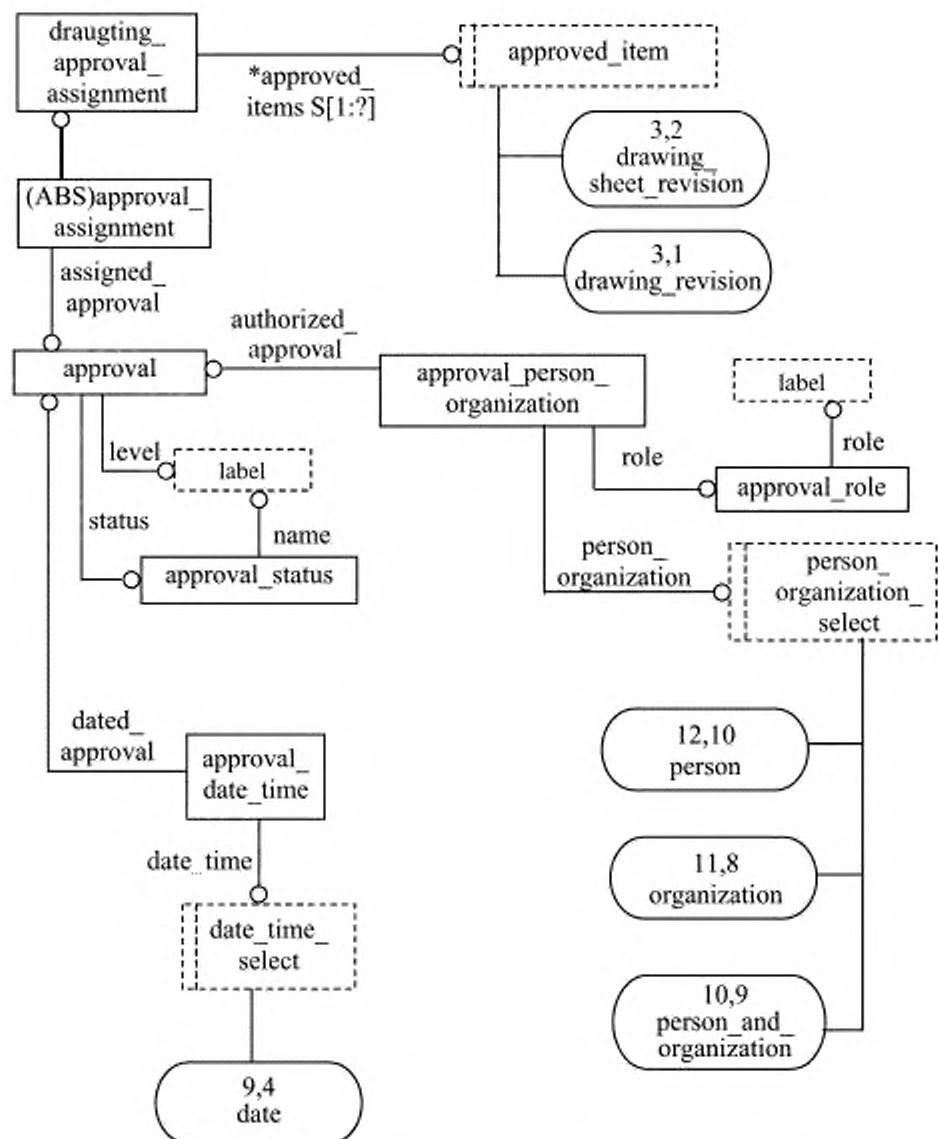 draugting_
approval_
assignment
*approved_
items S[1:?]
approved_item
3,2
drawing_
sheet_revision
3,1
drawing_revision
(ABS)approval_
assignment
assigned_
approval
approval
authorized_
approval
approval_person_
organization
label
role
role
approval_role
level
label
status
name
approval_status
person_
organization
person_
organization_
select
12,10
person
11,8
organization
10,9
person_and_
organization
dated_
approval
approval_
date_time
date_time
date_time_
select
9,4
date